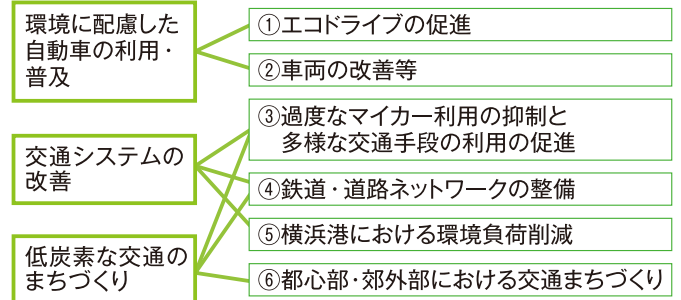 環境に配慮した
自動車の利用・
普及
交通システムの
改善
低炭素な交通の
まちづくり
①エコドライブの促進
②車両の改善等
③過度なマイカー利用の抑制と
多様な交通手段の利用の促進
④鉄道・道路ネットワークの整備
⑤横浜港における環境負荷削減
⑥都心部・郊外部における交通まちづくり